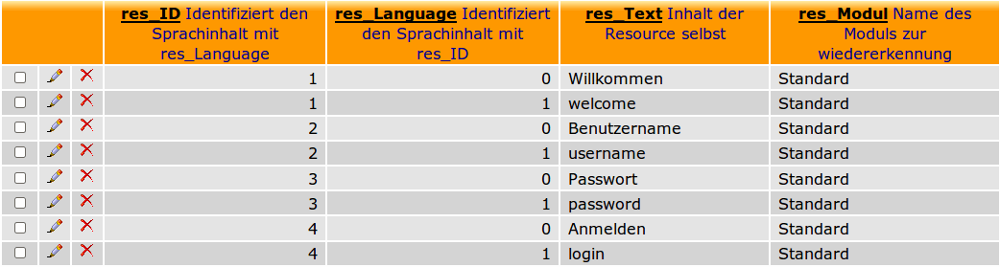 res_ID Identifiziert den Sprachinhalt mit res_Language res_Language Identifiziert den Sprachinhalt mit res_ID res_Text Inhalt der Resource selbst res_Modul Name des Moduls zur wiedererkennung
1 0 Willkommen Standard
1 1 welcome Standard
2 0 Benutzername Standard
2 1 username Standard
3 0 Passwort Standard
3 1 password Standard
4 0 Anmelden Standard
4 1 login Standard